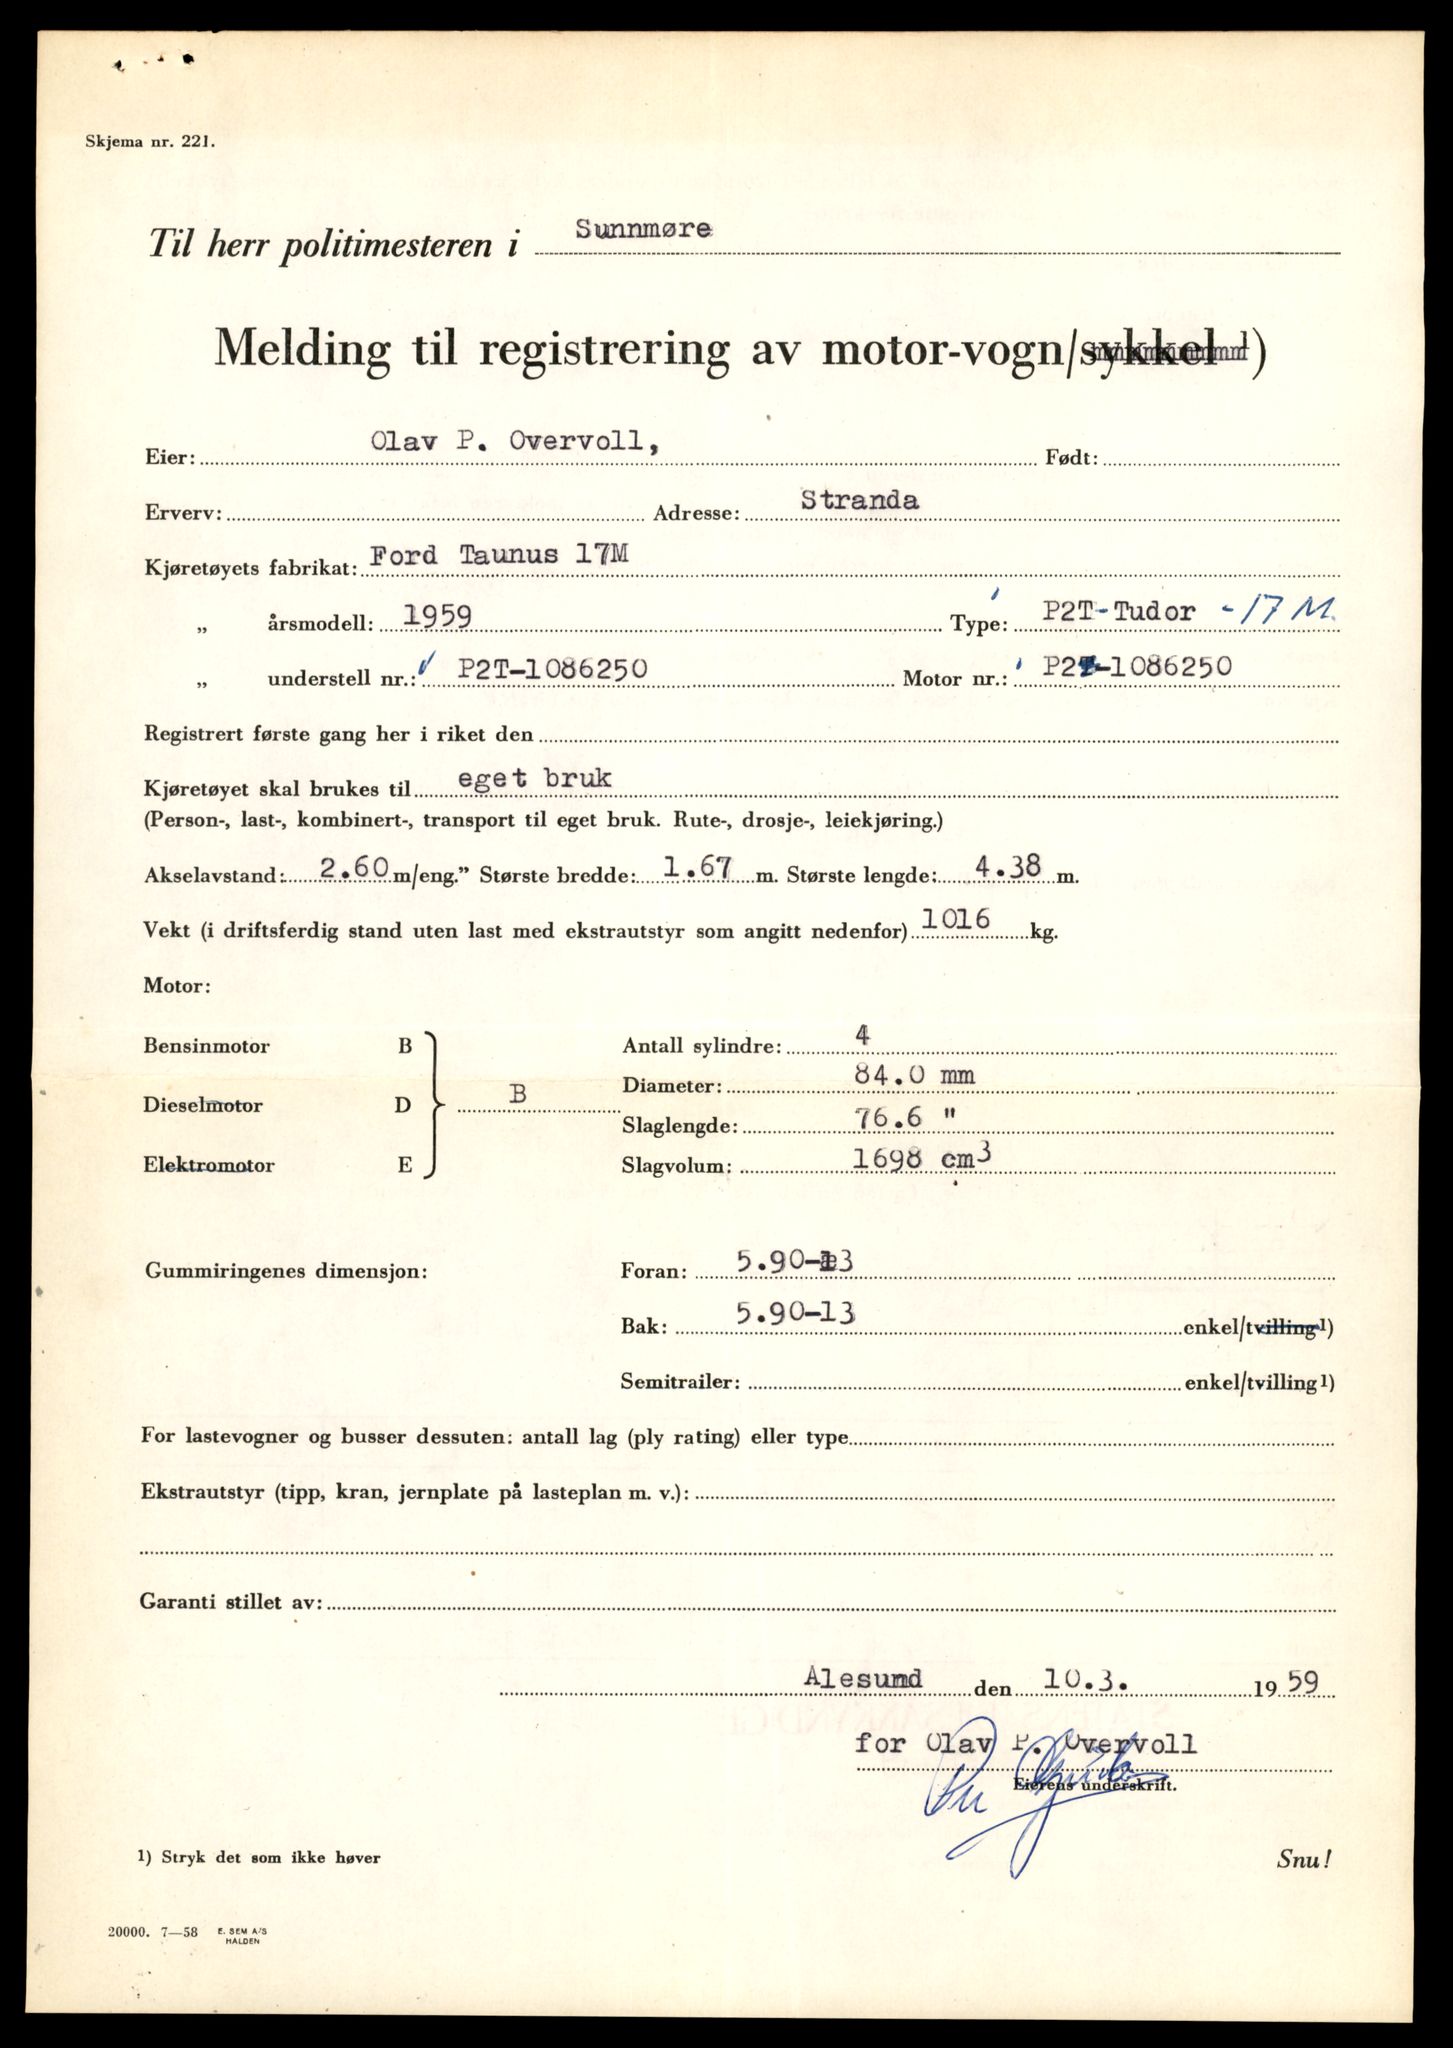 Skjema nr. 221.
Til herr politimesteren i Sunnmøre
Melding til registrering av motor-vogn/sykkel 1)
Eier: Olav P. Overvoll, Født:
Erverv: Adresse: Stranda
Kjøretøyets fabrikat: Ford Taunus 17M
„ årsmodell: 1959 Type: P2T-Tudor -17 M.
„ understell nr.: P2T-1086250 Motor nr.: P2T-1086250
Registrert første gang her i riket den
Kjøretøyet skal brukes til eget bruk
(Person-, last-, kombinert-, transport til eget bruk. Rute-, drosje-, leiekjøring.)
Akselavstand: 2.60 m/eng.” Største bredde: 1.67 m. Største lengde: 4.38 m.
Vekt (i driftsferdig stand uten last med ekstrautstyr som angitt nedenfor) 1016 kg.
Motor:
Bensinmotor B Antall sylindre: 4
Diameter: 84.0 mm
Dieselmotor D B
Slaglengde: 76.6 "
Elektromotor E Slagvolum: 1698 cm3
Gummiringenes dimensjon: Foran: 5.90-13
Bak: 5.90-13 enkel/tvilling1)
Semitrailer: enkel/tvilling1)
For lastevogner og busser dessuten: antall lag (ply rating) eller type
Ekstrautstyr (tipp, kran, jernplate på lasteplan m. v.):
Garanti stillet av:
Alesund den 10.3. 1959
for Olav P. Overvoll
Eierens underskrift.
1) Stryk det som ikke høver Snu!
20000. 7—58 E. SEM A/S
HALDEN